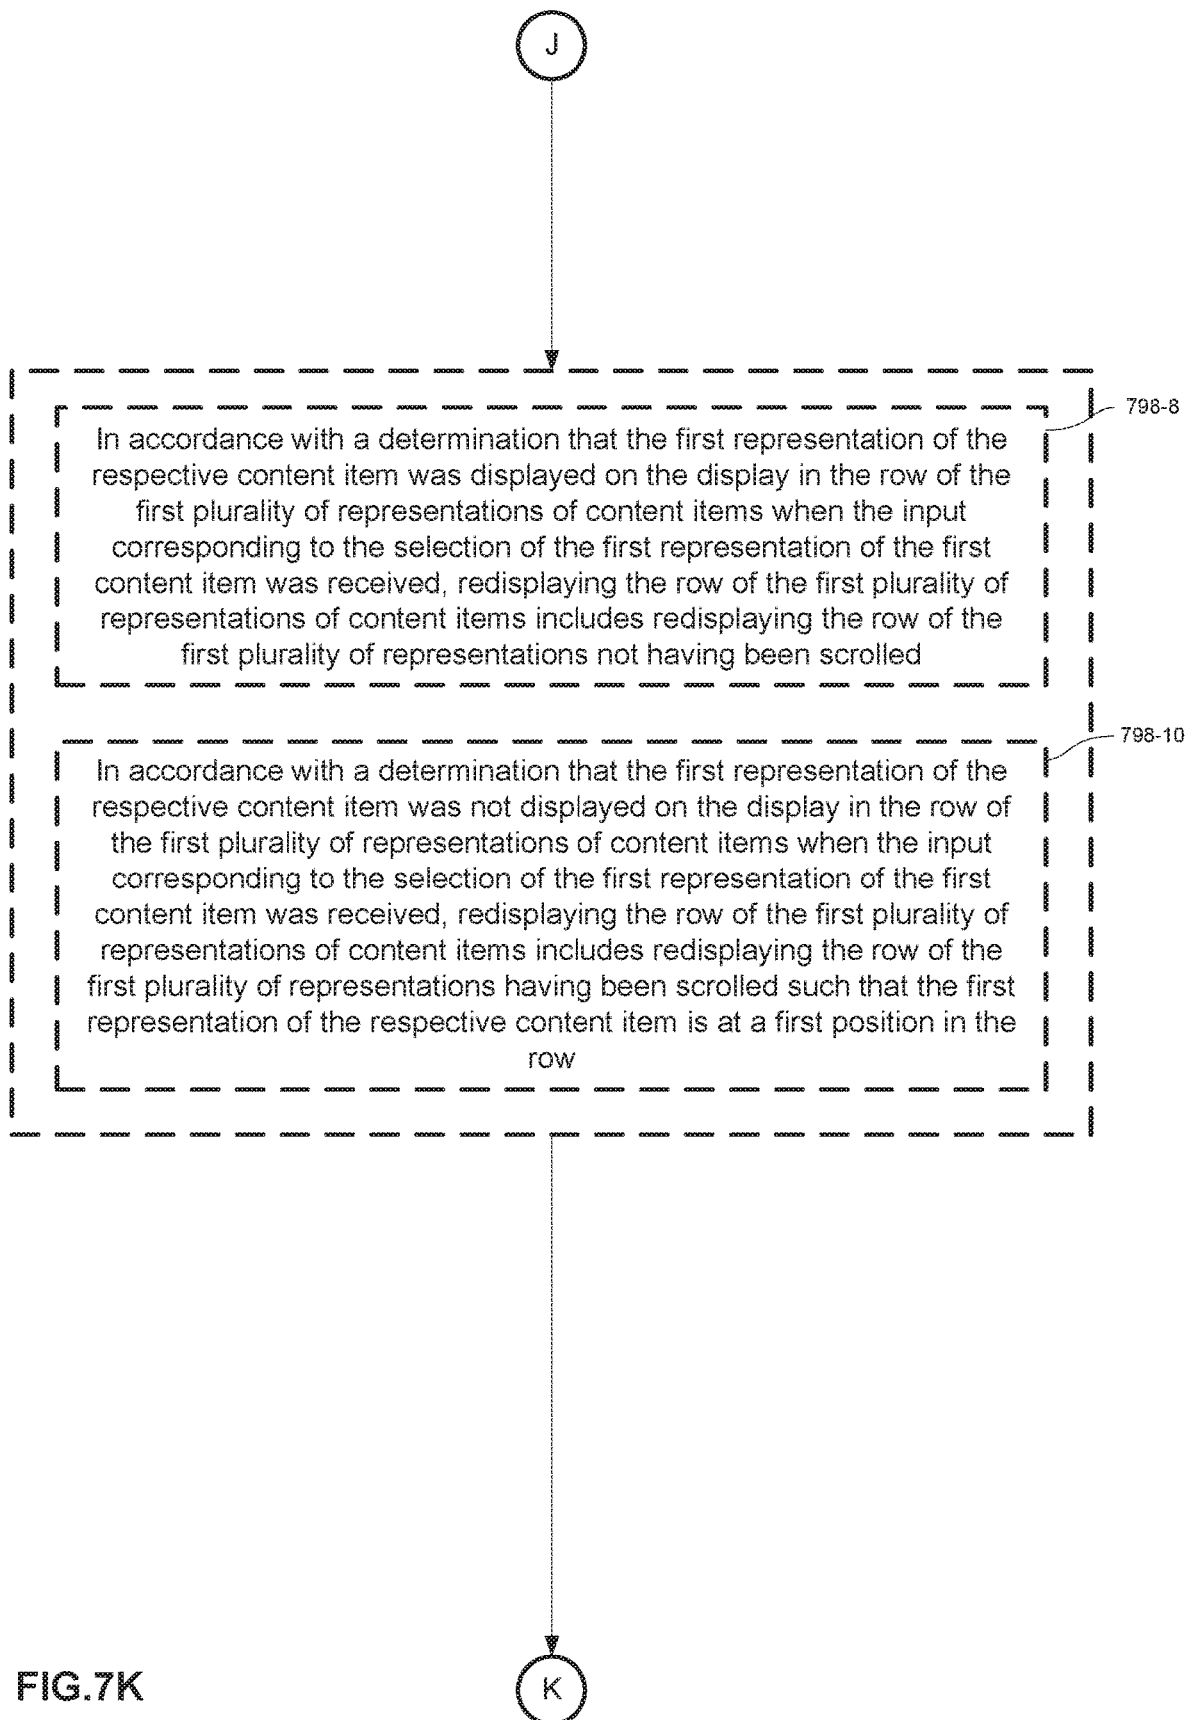 J
798-8
In accordance with a determination that the first representation of the
respective content item was displayed on the display in the row of the
first plurality of representations of content items when the input
corresponding to the selection of the first representation of the first
content item was received, redisplaying the row of the first plurality of
representations of content items includes redisplaying the row of the
first plurality of representations not having been scrolled
798-10
In accordance with a determination that the first representation of the
respective content item was not displayed on the display in the row of
the first plurality of representations of content items when the input
corresponding to the selection of the first representation of the first
content item was received, redisplaying the row of the first plurality of
representations of content items includes redisplaying the row of the
first plurality of representations having been scrolled such that the first
representation of the respective content item is at a first position in the
row
FIG.7K
K